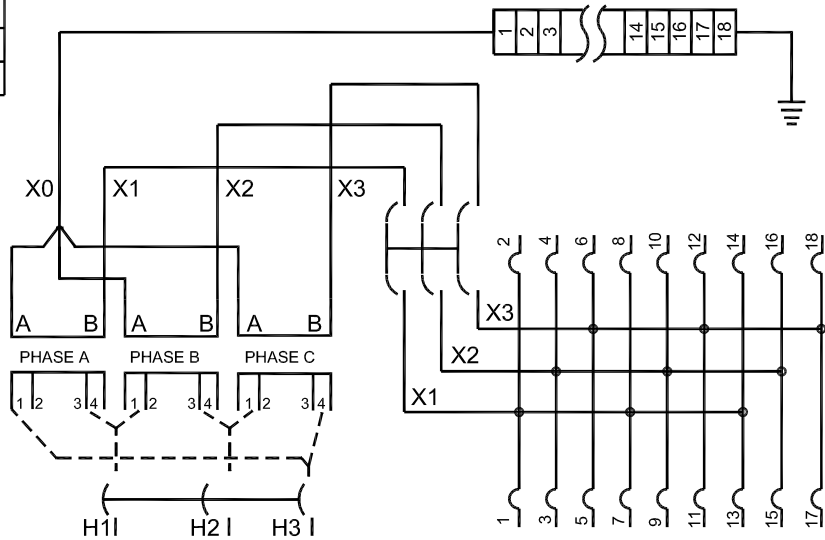 1 2 3 14 15 16 17 18
X0 X1 X2 X3
2 4 6 8 10 12 14 16 18
A B A B A B
X3
PHASE A PHASE B PHASE C
X2
1 2 3 4 1 2 3 4 1 2 3 4
X1
1 3 5 7 9 11 13 15 17
H1 H2 H3